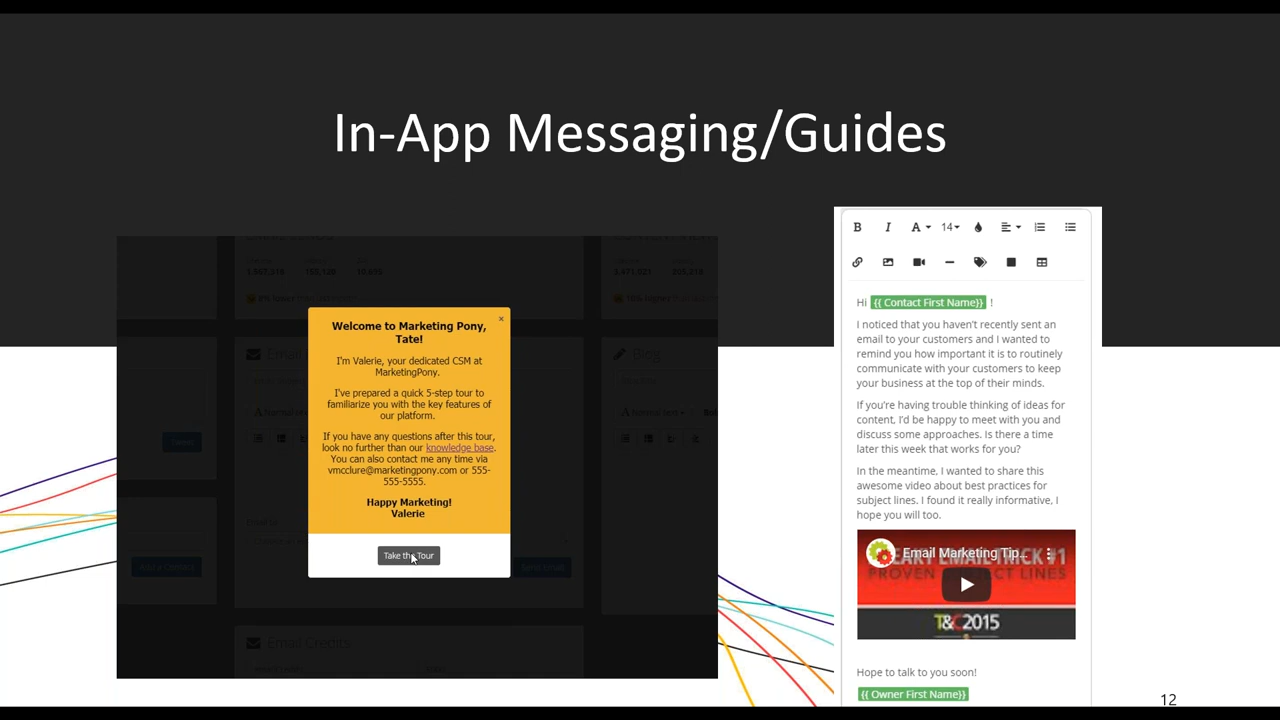 In-App Messaging/Guides
Welcome to Marketing Pony,
Tate!
×
I'm Valerie, your dedicated CSM at
MarketingPony.
I've prepared a quick 5-step tour to
familiarize you with the key features of
our platform.
If you have any questions after this tour,
look no further than our knowledge base.
You can also contact me any time via
vmcclure@marketingpony.com or 555-
555-5555.
Happy Marketing!
Valerie
Take the Tour
Email Credits
Blog
B I A 14
Hi {{ Contact First Name}} !
I noticed that you haven't recently sent an
email to your customers and I wanted to
remind you how important it is to routinely
communicate with your customers to keep
your business at the top of their minds.
If you're having trouble thinking of ideas for
content, I'd be happy to meet with you and
discuss some approaches. Is there a time
later this week that works for you?
In the meantime, I wanted to share this
awesome video about best practices for
subject lines. I found it really informative, I
hope you will too.
Email Marketing Tip...
PROVEN SUBJECT LINES
T&C2015
Hope to talk to you soon!
{{ Owner First Name}}
12